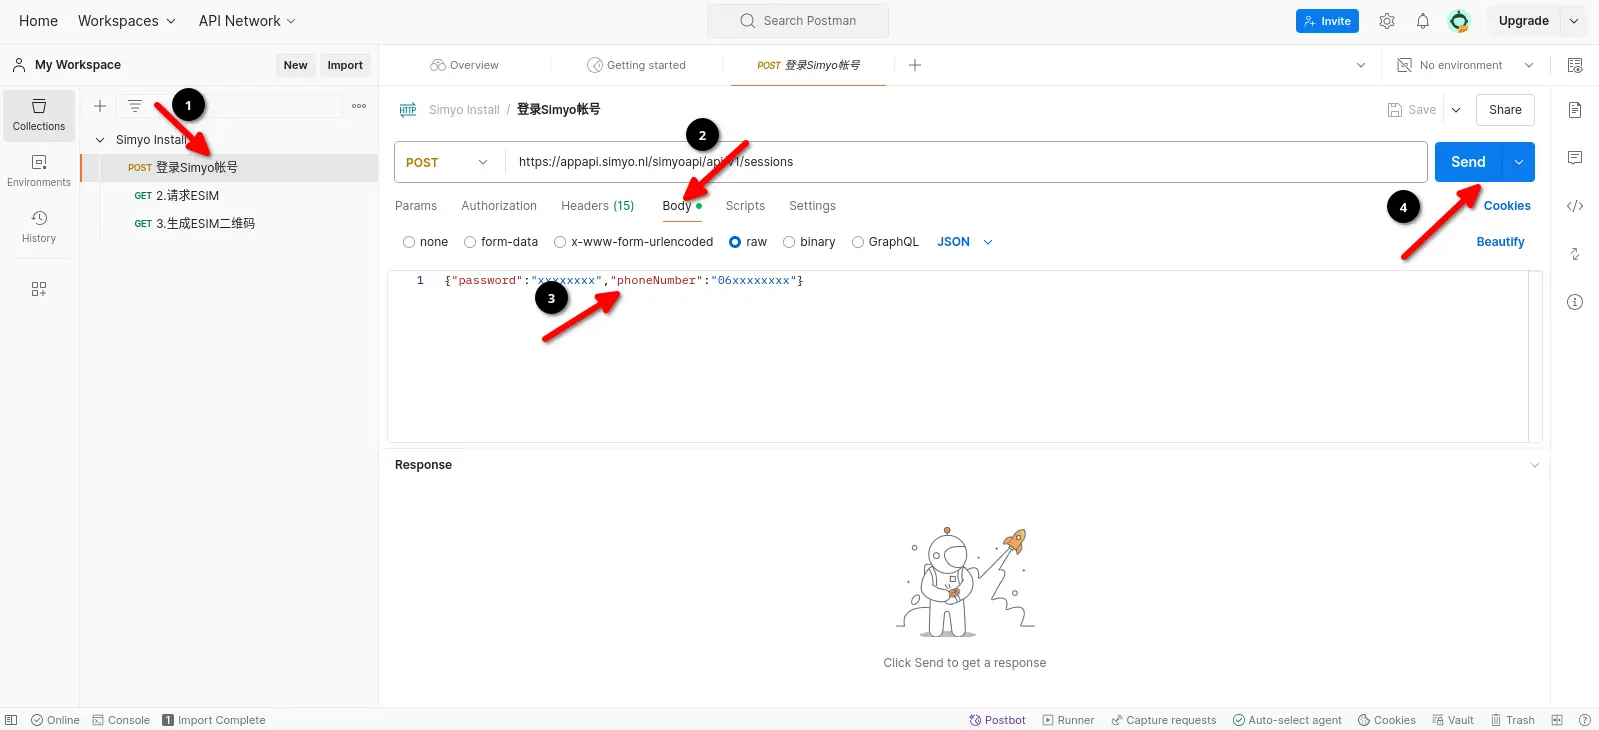 Home Workspaces API Network Search Postman Invite Upgrade
My Workspace New Import Overview Getting started POST 登录Simyo帐号 No environment
Collections
Environments
History
Simyo Install
POST 登录Simyo帐号
GET 2.请求ESIM
GET 3.生成ESIM二维码
1
HTTP Simyo Install / 登录Simyo帐号 Save Share
2
POST https://appapi.simyo.nl/simyoapi/api/v1/sessions Send
Params Authorization Headers (15) Body Scripts Settings Cookies
4
none form-data x-www-form-urlencoded raw binary GraphQL JSON Beautify
1 {"password":"xxxxxxxx","phoneNumber":"06xxxxxxxx"}
3
Response
Click Send to get a response
Online Console 1 Import Complete Postbot Runner Capture requests Auto-select agent Cookies Vault Trash